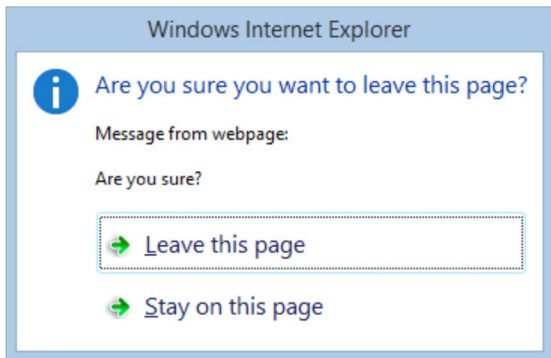 Windows Internet Explorer
Are you sure you want to leave this page?
Message from webpage:
Are you sure?
Leave this page
Stay on this page